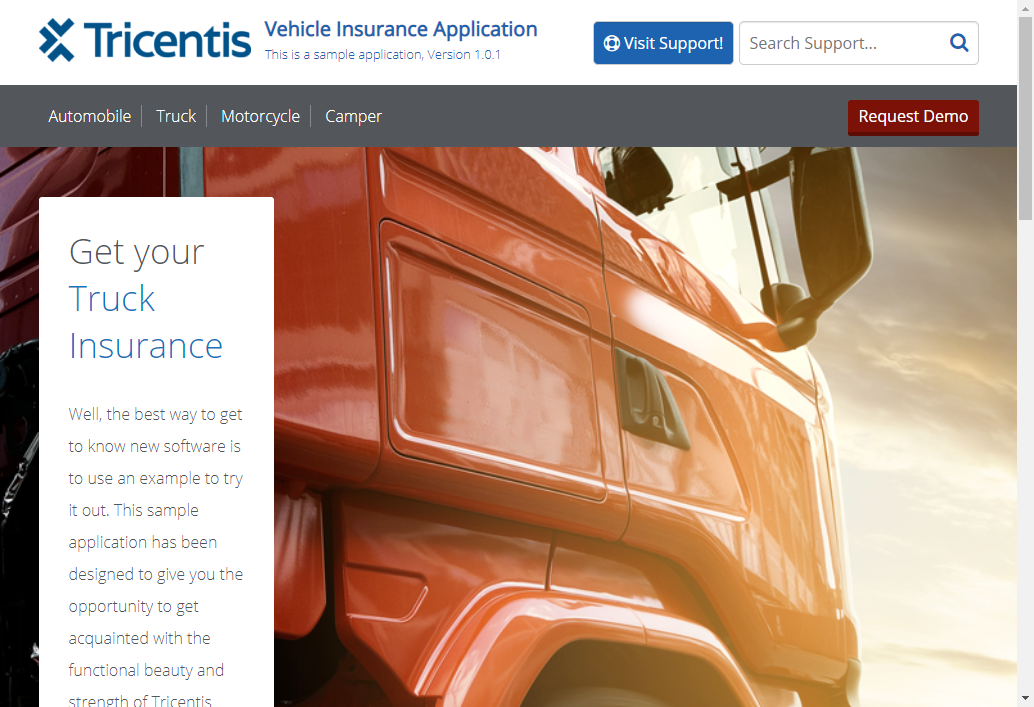 Tricentis
Vehicle Insurance Application
This is a sample application, Version 1.0.1
Visit Support!
Search Support...
Automobile
Truck
Motorcycle
Camper
Request Demo
Get your
Truck
Insurance
Well, the best way to get
to know new software is
to use an example to try
it out. This sample
application has been
designed to give you the
opportunity to get
acquainted with the
functional beauty and
strength of Tricentis